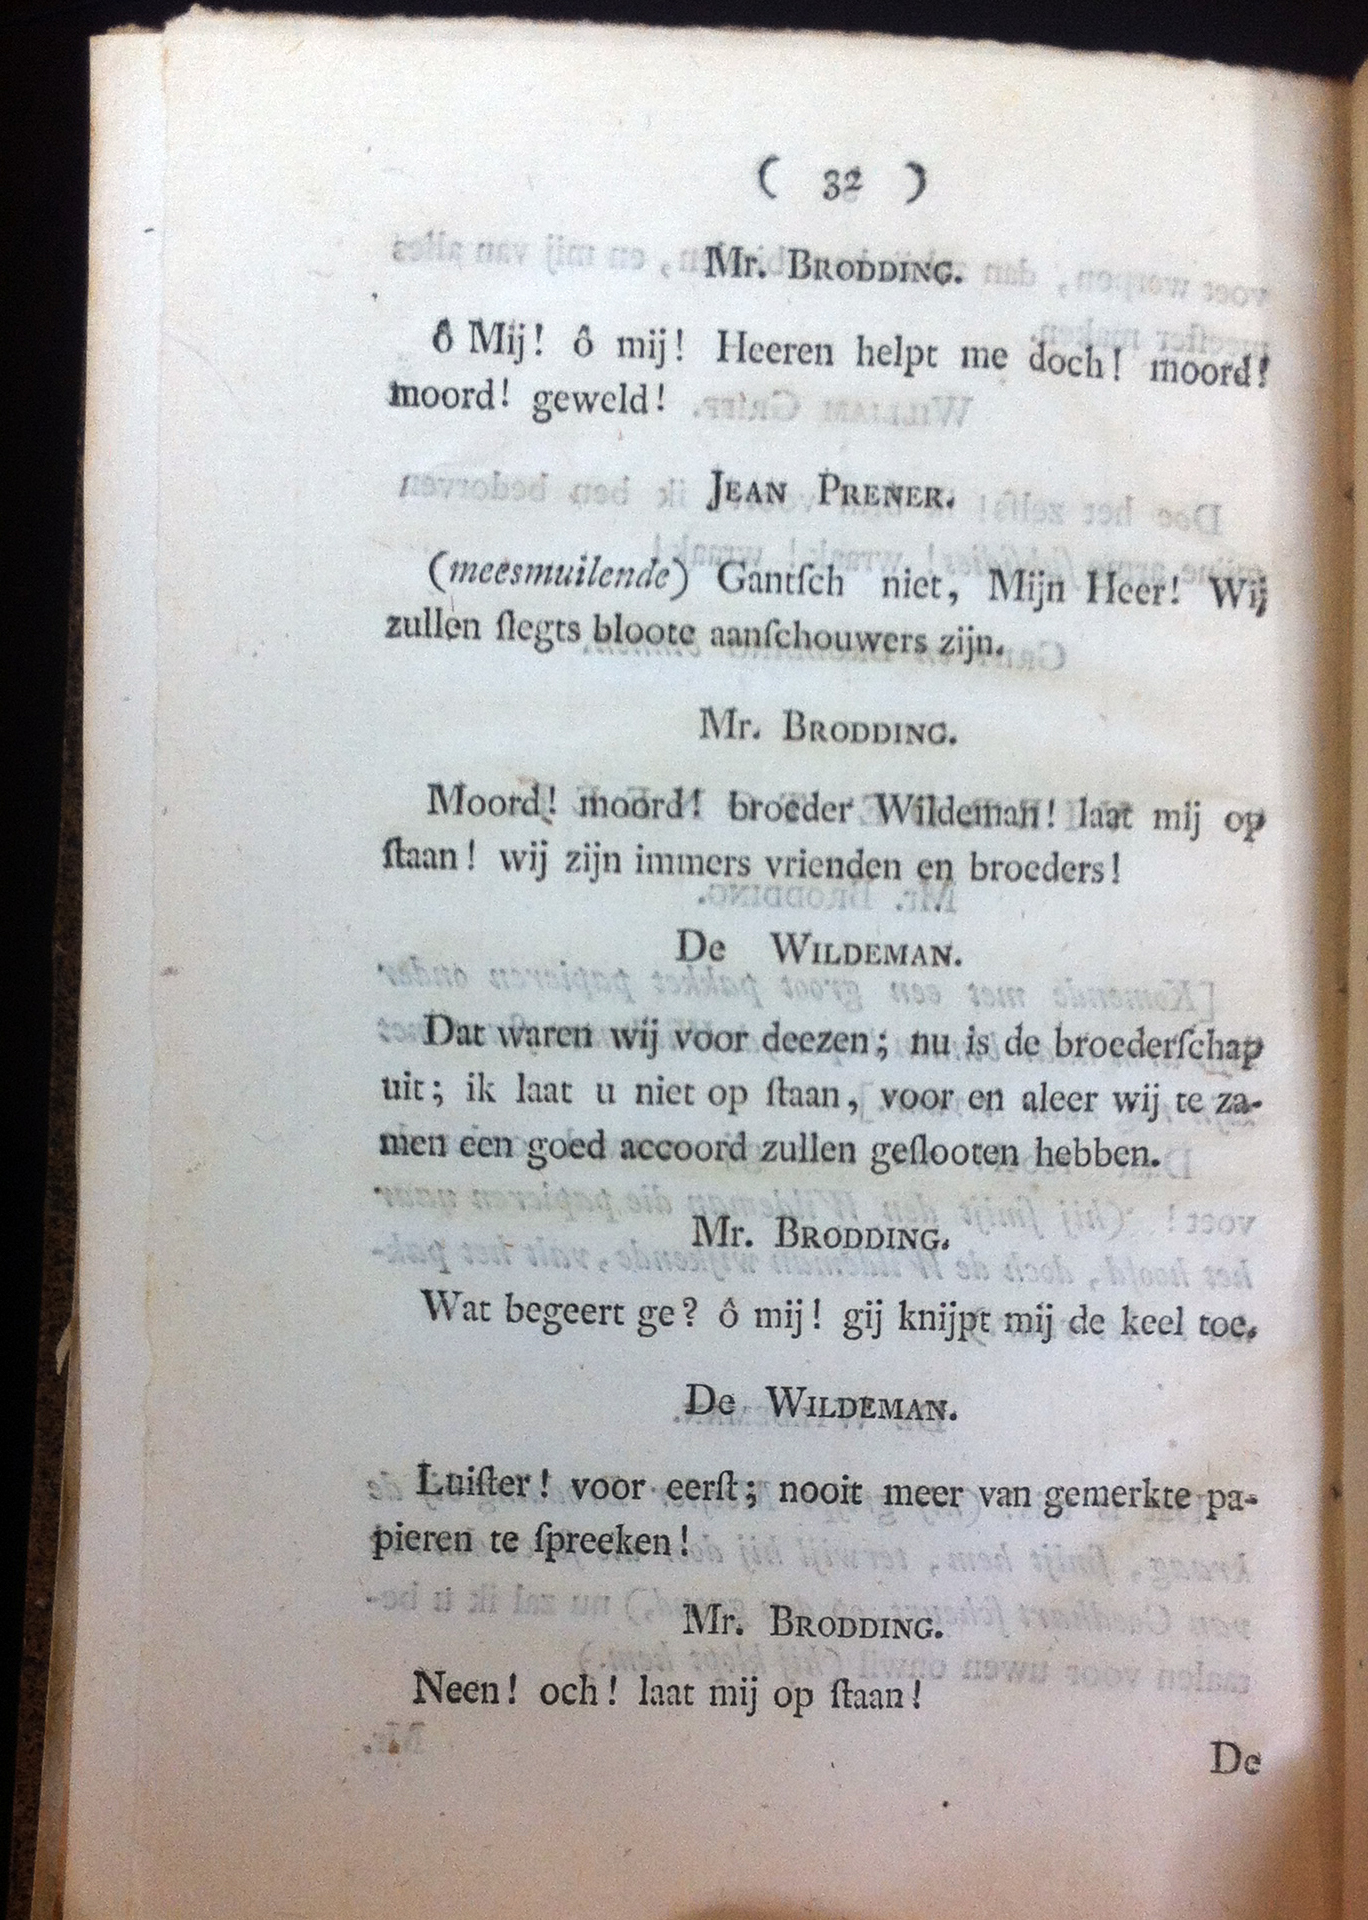 ( 32 )
Mr. BRODDING.
ô Mij! ô mij! Heeren helpt me doch! moord!
moord! geweld!
JEAN PRENER.
(meesmuilende) Gantſch niet, Mijn Heer! Wij
zullen ſlegts bloote aanſchouwers zijn.
Mr. BRODDING.
Moord! moord! broeder Wildeman! laat mij op
ſtaan! wij zijn immers vrienden en broeders!
De WILDEMAN.
Dat waren wij voor deezen; nu is de broederſchap
uit; ik laat u niet op ſtaan, voor en aleer wij te za-
men een goed accoord zullen geſlooten hebben.
Mr. BRODDING.
Wat begeert ge? ô mij! gij knijpt mij de keel toe.
De WILDEMAN.
Luiſter! voor eerſt; nooit meer van gemerkte pa-
pieren te ſpreeken!
Mr. BRODDING.
Neen! och! laat mij op ſtaan!
De